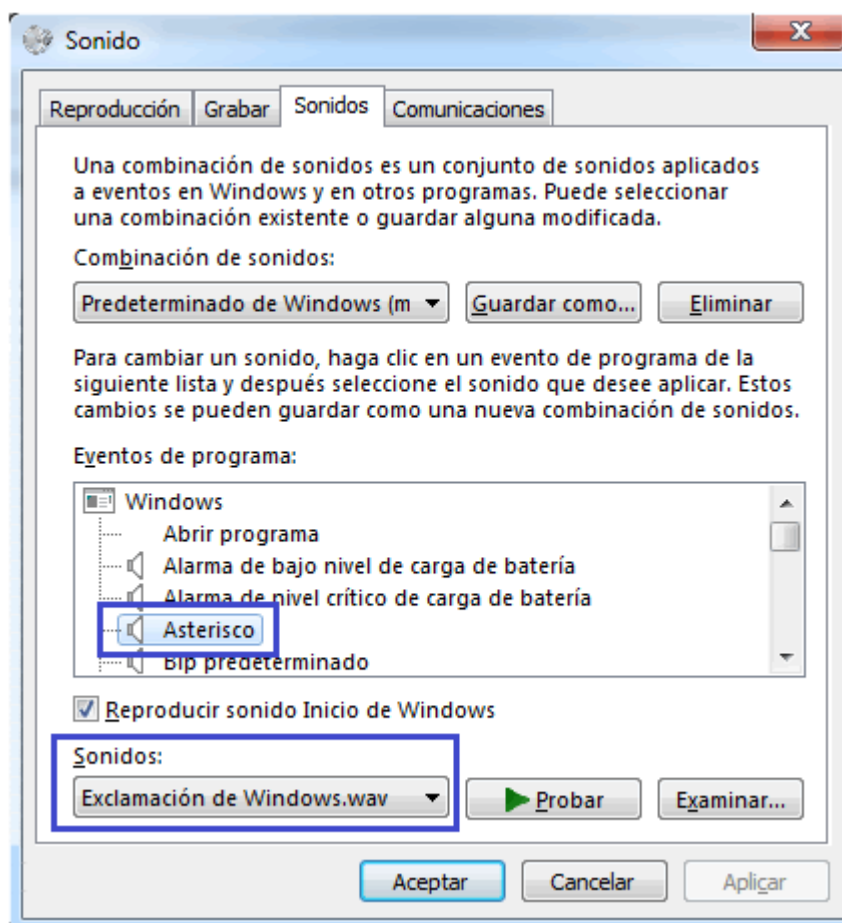 Sonido
Reproducción Grabar Sonidos Comunicaciones
Una combinación de sonidos es un conjunto de sonidos aplicados
a eventos en Windows y en otros programas. Puede seleccionar
una combinación existente o guardar alguna modificada.
Combinación de sonidos:
Predeterminado de Windows (m Guardar como... Eliminar
Para cambiar un sonido, haga clic en un evento de programa de la
siguiente lista y después seleccione el sonido que desee aplicar. Estos
cambios se pueden guardar como una nueva combinación de sonidos.
Eventos de programa:
Windows
Abrir programa
Alarma de bajo nivel de carga de batería
Alarma de nivel crítico de carga de batería
Asterisco
Bip predeterminado
Reproducir sonido Inicio de Windows
Sonidos:
Exclamación de Windows.wav Probar Examinar...
Aceptar Cancelar Aplicar